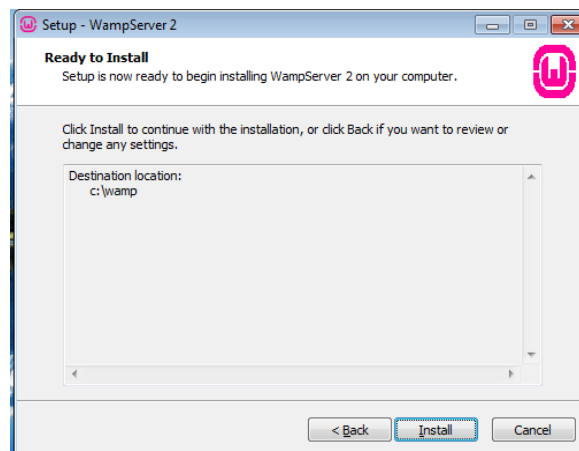 Setup - WampServer 2
Ready to Install
Setup is now ready to begin installing WampServer 2 on your computer.
Click Install to continue with the installation, or click Back if you want to review or
change any settings.
Destination location:
c:\wamp
< Back
Install
Cancel